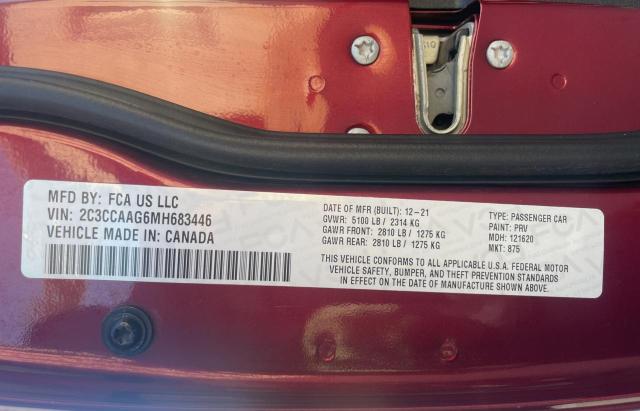 MFD BY: FCA US LLC
VIN: 2C3CCAAG6MH683446
VEHICLE MADE IN: CANADA
DATE OF MFR (BUILT): 12-21
GVWR: 5100 LB / 2314 KG
GAWR FRONT: 2810 LB / 1275 KG
GAWR REAR: 2810 LB / 1275 KG
TYPE: PASSENGER CAR
PAINT: PRV
MDH: 121620
MKT: 875
THIS VEHICLE CONFORMS TO ALL APPLICABLE U.S.A. FEDERAL MOTOR
VEHICLE SAFETY, BUMPER, AND THEFT PREVENTION STANDARDS
IN EFFECT ON THE DATE OF MANUFACTURE SHOWN ABOVE.